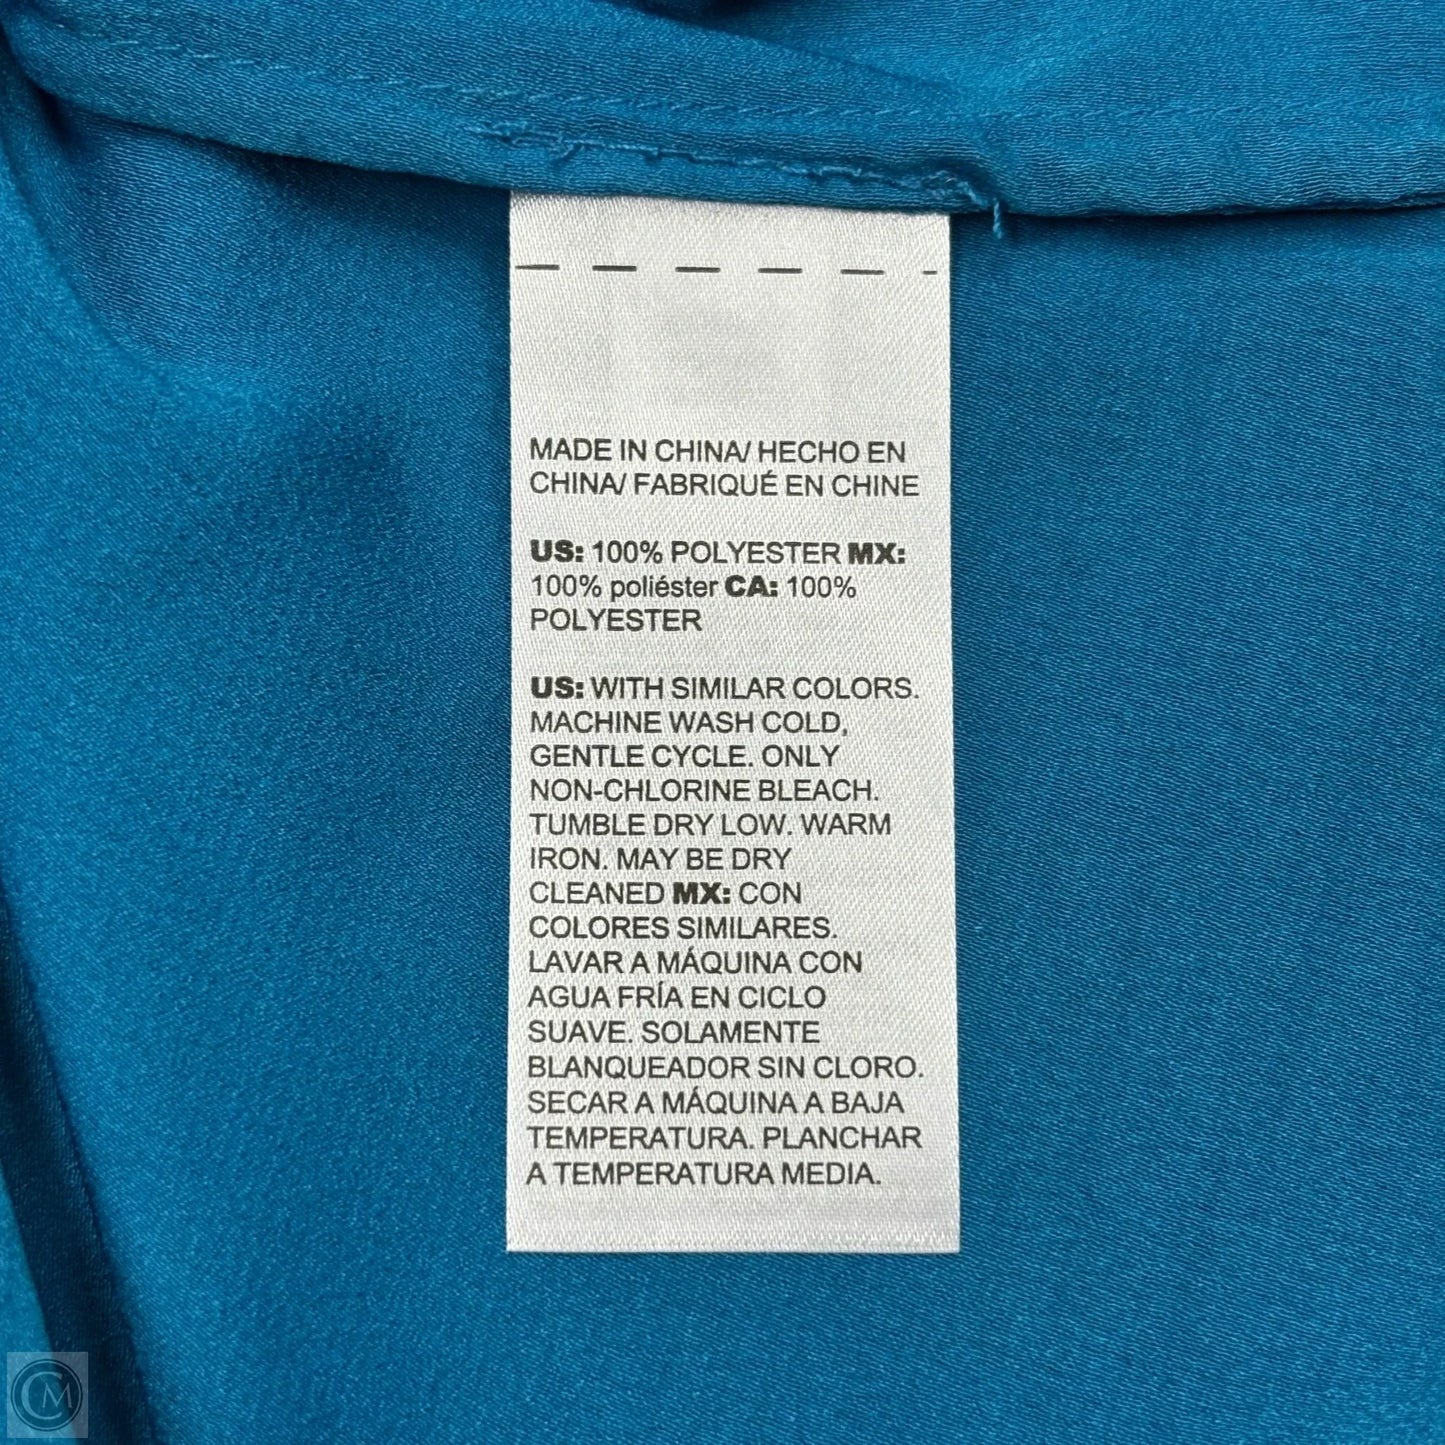 MADE IN CHINA/ HECHO EN
CHINA/ FABRIQUÉ EN CHINE
US: 100% POLYESTER MX:
100% poliéster CA: 100%
POLYESTER
US: WITH SIMILAR COLORS.
MACHINE WASH COLD,
GENTLE CYCLE. ONLY
NON-CHLORINE BLEACH.
TUMBLE DRY LOW. WARM
IRON. MAY BE DRY
CLEANED MX: CON
COLORES SIMILARES.
LAVAR A MÁQUINA CON
AGUA FRÍA EN CICLO
SUAVE. SOLAMENTE
BLANQUEADOR SIN CLORO.
SECAR A MÁQUINA A BAJA
TEMPERATURA. PLANCHAR
A TEMPERATURA MEDIA.
CM